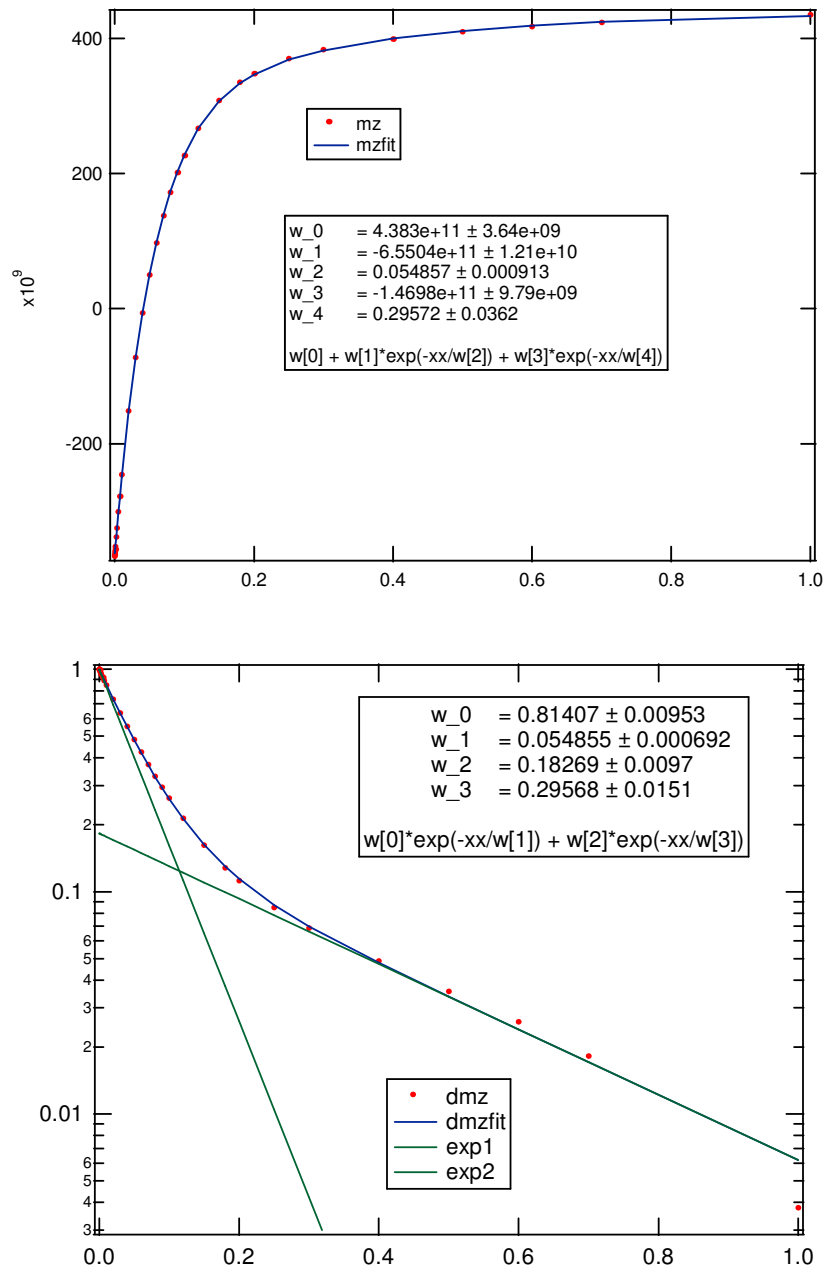 400
200
0
-200
x10⁹
mz
mzfit
w_0 = 4.383e+11 ± 3.64e+09
w_1 = -6.5504e+11 ± 1.21e+10
w_2 = 0.054857 ± 0.000913
w_3 = -1.4698e+11 ± 9.79e+09
w_4 = 0.29572 ± 0.0362
w[0] + w[1]*exp(-xx/w[2]) + w[3]*exp(-xx/w[4])
0.0 0.2 0.4 0.6 0.8 1.0
1
6
5
4
3
2
0.1
6
5
4
3
2
0.01
6
5
4
3
w_0 = 0.81407 ± 0.00953
w_1 = 0.054855 ± 0.000692
w_2 = 0.18269 ± 0.0097
w_3 = 0.29568 ± 0.0151
w[0]*exp(-xx/w[1]) + w[2]*exp(-xx/w[3])
dmz
dmzfit
exp1
exp2
0.0 0.2 0.4 0.6 0.8 1.0